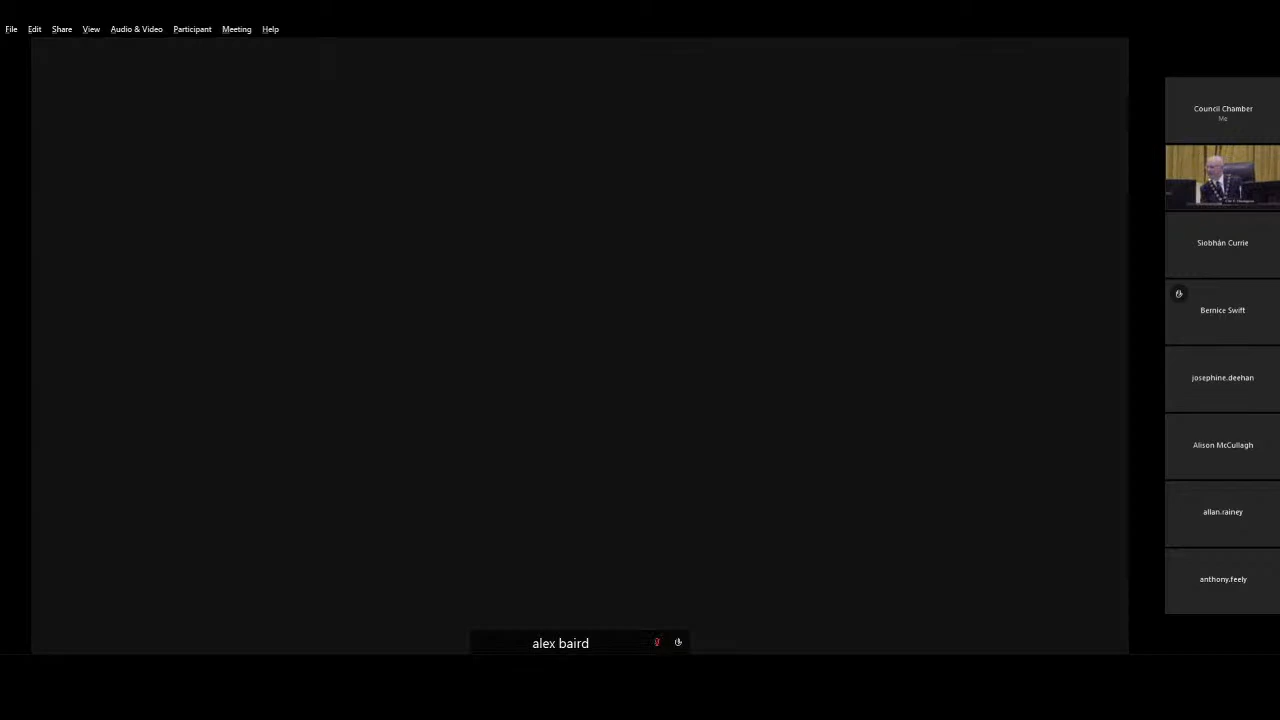 File Edit Share View Audio & Video Participant Meeting Help
Council Chamber
Me
Siobhán Currie
Bernice Swift
josephine.deehan
Alison McCullagh
allan.rainey
anthony.feely
alex baird